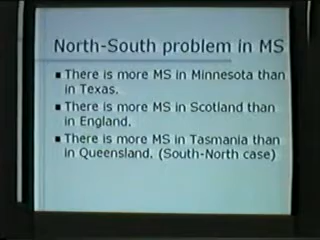 North-South problem in MS
▪ There is more MS in Minnesota than
in Texas.
▪ There is more MS in Scotland than
in England.
▪ There is more MS in Tasmania than
in Queensland. (South-North case)